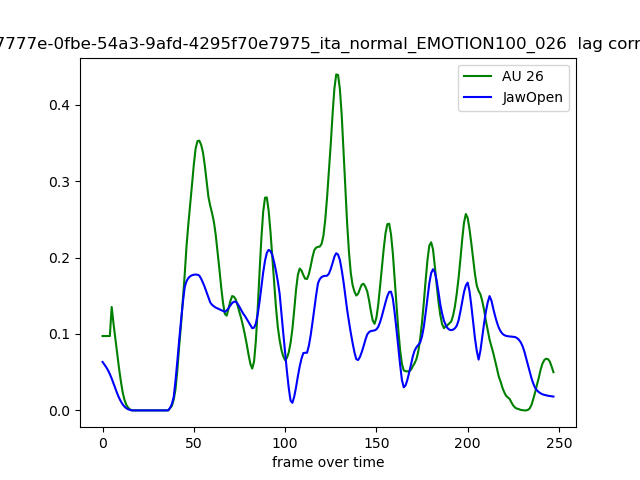 7777e-0fbe-54a3-9afd-4295f70e7975_ita_normal_EMOTION100_026 lag corr
AU 26
JawOpen
0.4
0.3
0.2
0.1
0.0
0 50 100 150 200 250
frame over time